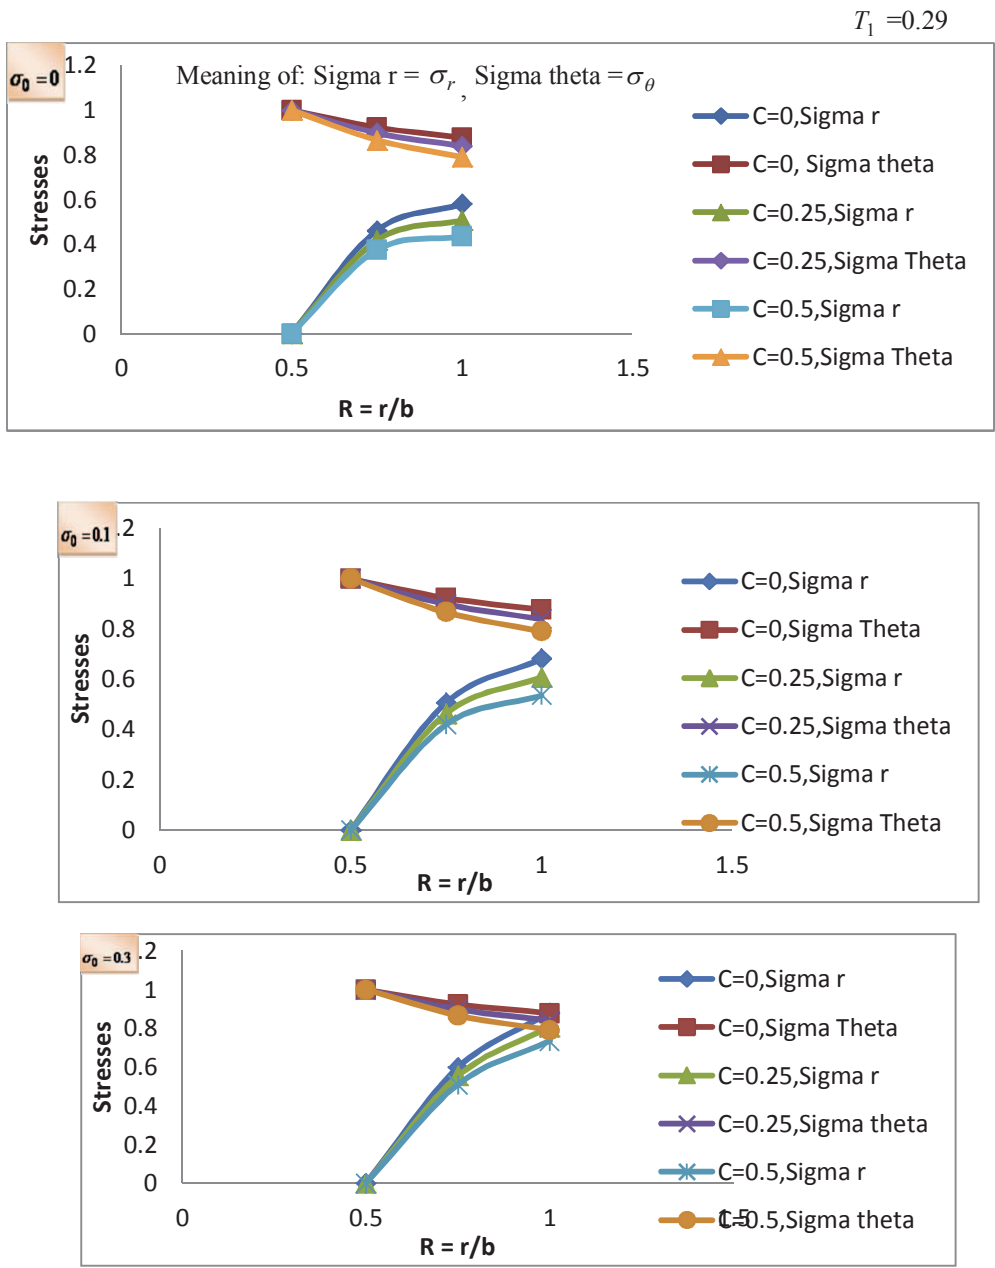 T₁ =0.29
σ₀ = 0
Meaning of: Sigma r = σᵣ, Sigma theta = σ_θ
1.2
1
0.8
0.6
0.4
0.2
0
Stresses
0 0.5 1 1.5
R = r/b
C=0,Sigma r
C=0, Sigma theta
C=0.25,Sigma r
C=0.25,Sigma Theta
C=0.5,Sigma r
C=0.5,Sigma Theta
σ₀ = 0.1
.2
1
0.8
0.6
0.4
0.2
0
Stresses
0 0.5 1 1.5
R = r/b
C=0,Sigma r
C=0,Sigma Theta
C=0.25,Sigma r
C=0.25,Sigma theta
C=0.5,Sigma r
C=0.5,Sigma Theta
σ₀ = 0.3
.2
1
0.8
0.6
0.4
0.2
0
Stresses
0 0.5 1 1.5
R = r/b
C=0,Sigma r
C=0,Sigma Theta
C=0.25,Sigma r
C=0.25,Sigma theta
C=0.5,Sigma r
C=0.5,Sigma theta